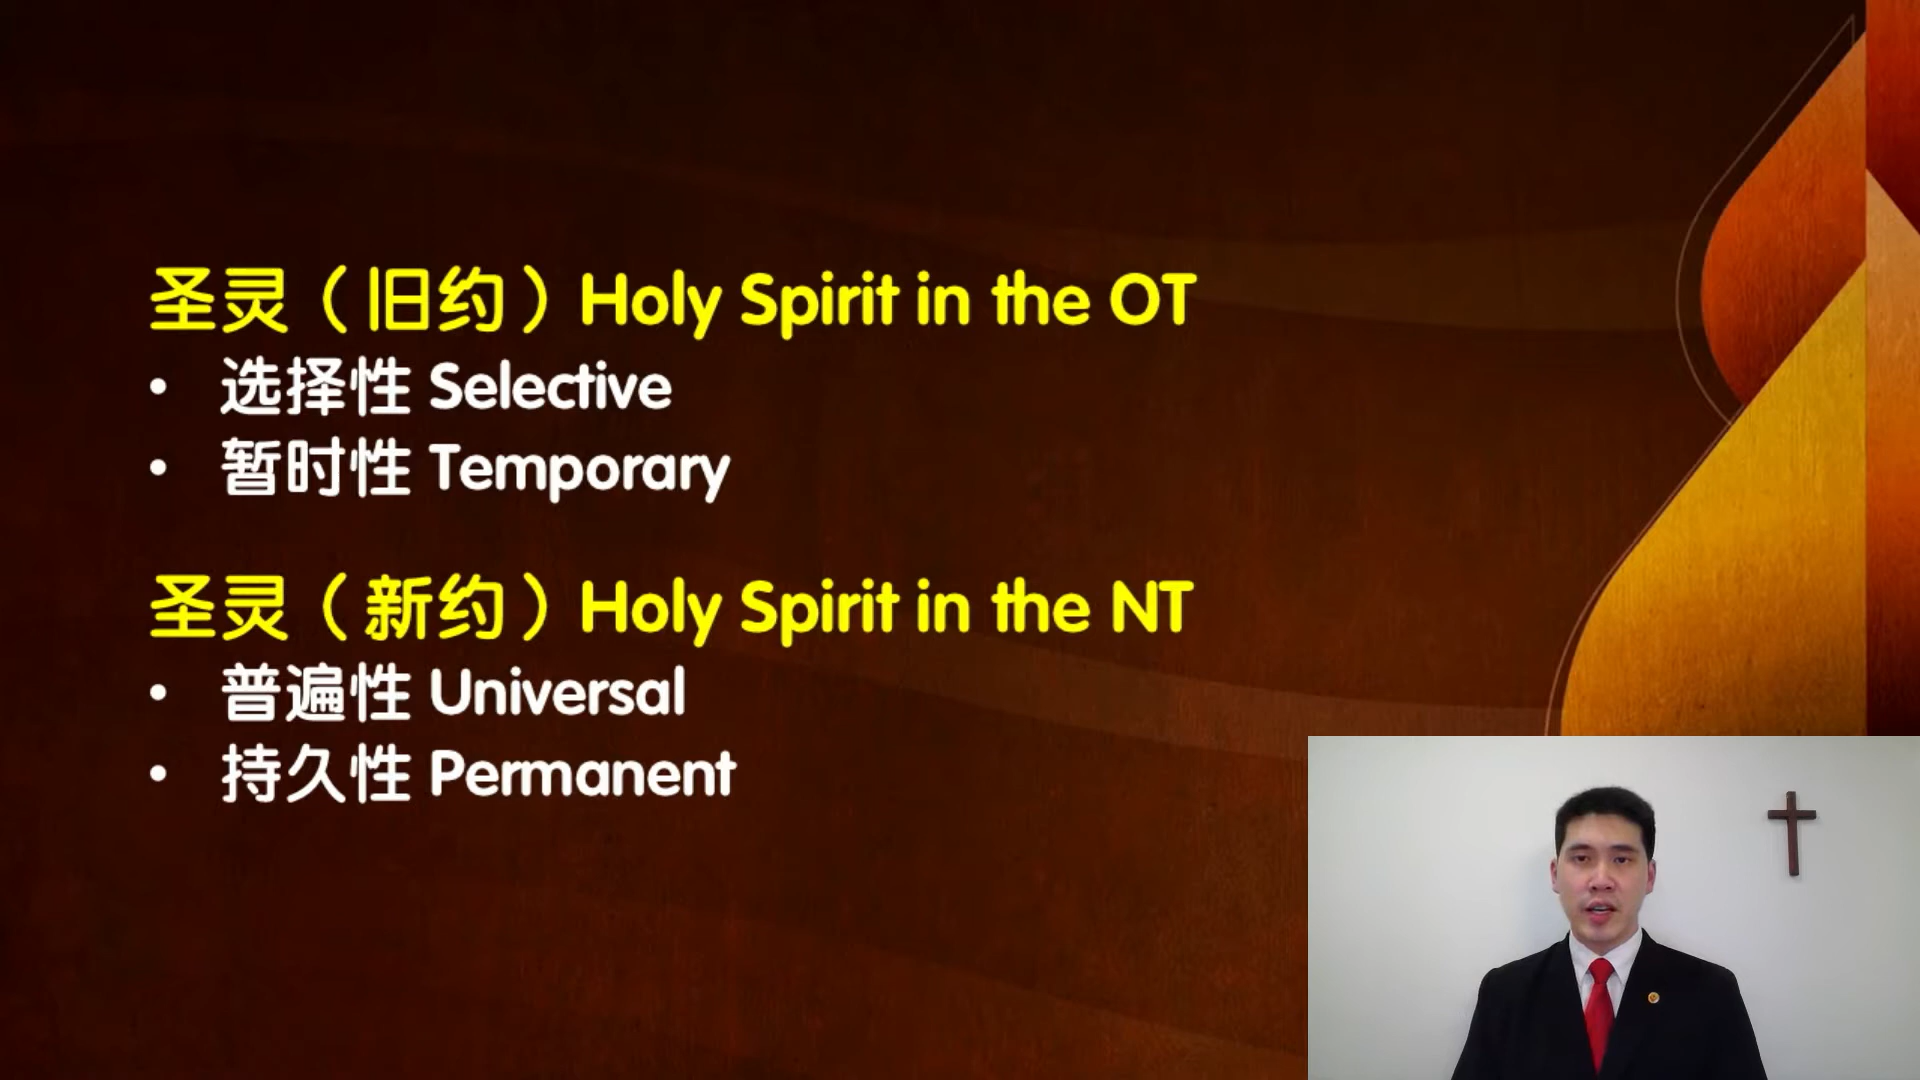 圣灵（旧约）Holy Spirit in the OT
• 选择性 Selective
• 暂时性 Temporary
圣灵（新约）Holy Spirit in the NT
• 普遍性 Universal
• 持久性 Permanent